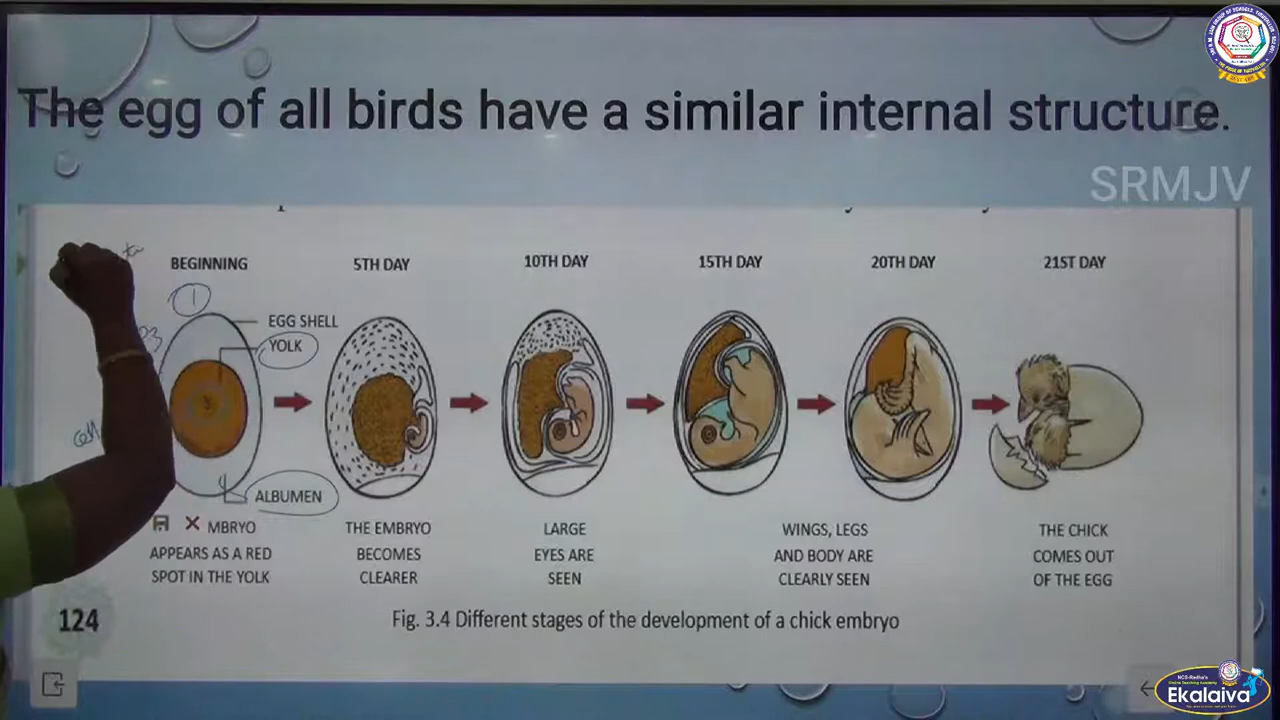 The egg of all birds have a similar internal structure.
SRMJV
BEGINNING
5TH DAY
10TH DAY
15TH DAY
20TH DAY
21ST DAY
1
EGG SHELL
YOLK
ALBUMEN
MBRYO
APPEARS AS A RED
SPOT IN THE YOLK
THE EMBRYO
BECOMES
CLEARER
LARGE
EYES ARE
SEEN
WINGS, LEGS
AND BODY ARE
CLEARLY SEEN
THE CHICK
COMES OUT
OF THE EGG
124
Fig. 3.4 Different stages of the development of a chick embryo
Ekalaiva